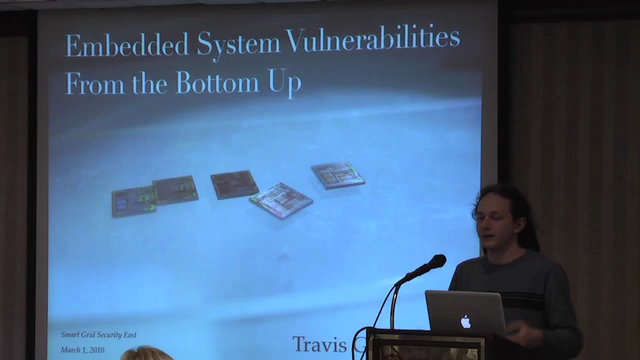 Embedded System Vulnerabilities
From the Bottom Up
Smart Grid Security East
March 1, 2010
Travis